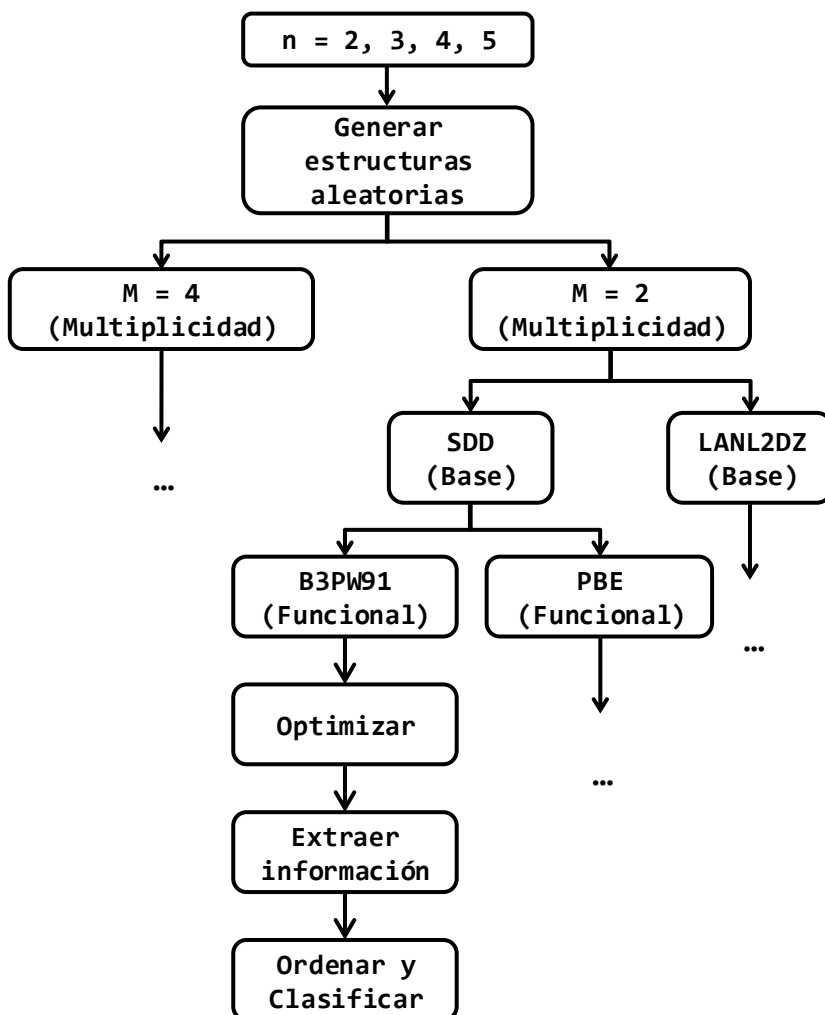 n = 2, 3, 4, 5
Generar
estructuras
aleatorias
M = 4
(Multiplicidad)
M = 2
(Multiplicidad)
…
SDD
(Base)
LANL2DZ
(Base)
B3PW91
(Funcional)
PBE
(Funcional)
…
Optimizar
…
Extraer
información
Ordenar y
Clasificar